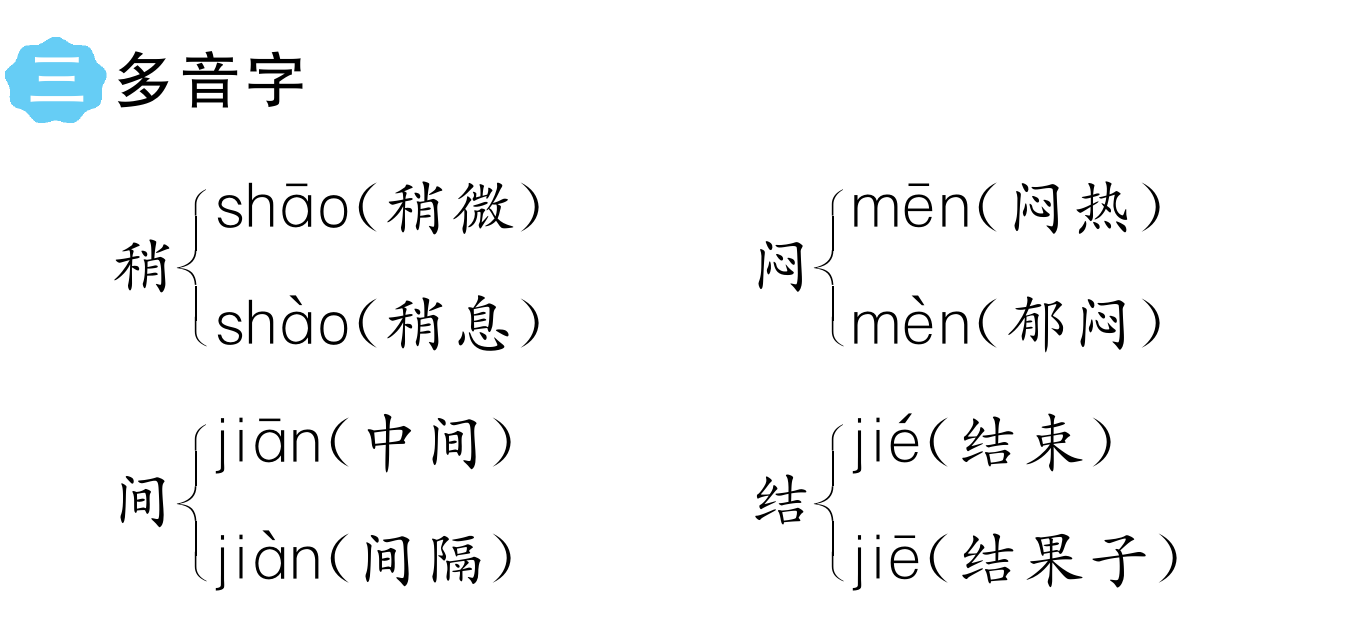 三 多音字
稍 shāo(稍微) shào(稍息)
闷 mēn(闷热) mèn(郁闷)
间 jiān(中间) jiàn(间隔)
结 jié(结束) jiē(结果子)